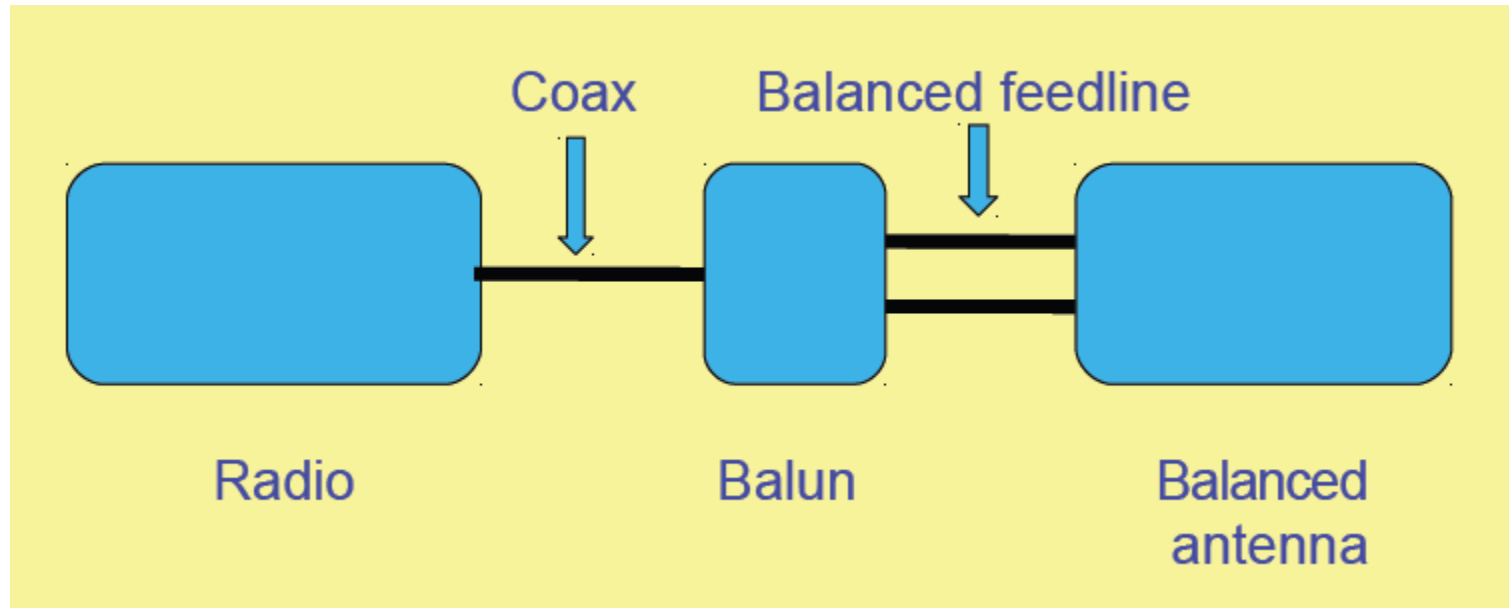 Coax
Balanced feedline
Radio
Balun
Balanced
antenna